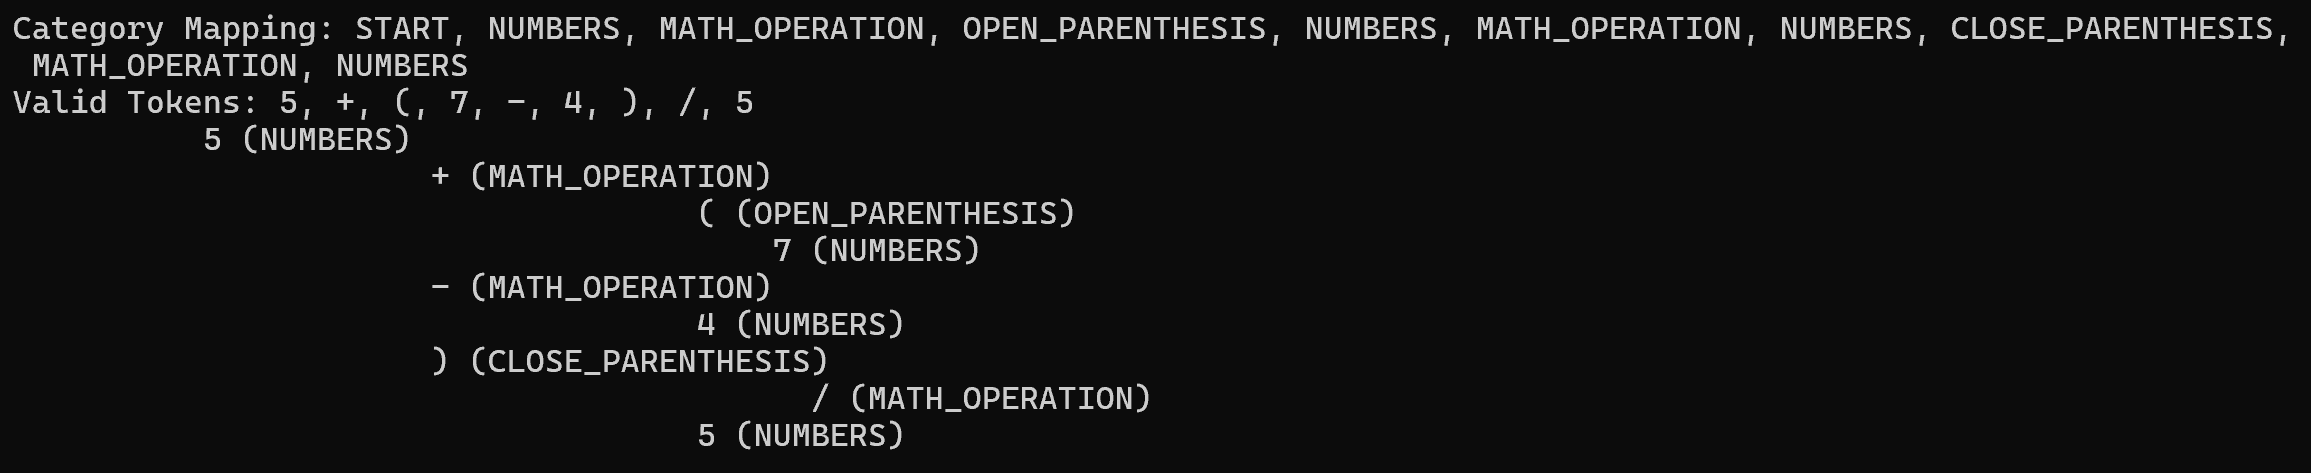 Category Mapping: START, NUMBERS, MATH_OPERATION, OPEN_PARENTHESIS, NUMBERS, MATH_OPERATION, NUMBERS, CLOSE_PARENTHESIS,
MATH_OPERATION, NUMBERS
Valid Tokens: 5, +, (, 7, -, 4, ), /, 5
5 (NUMBERS)
+ (MATH_OPERATION)
( (OPEN_PARENTHESIS)
7 (NUMBERS)
- (MATH_OPERATION)
4 (NUMBERS)
) (CLOSE_PARENTHESIS)
/ (MATH_OPERATION)
5 (NUMBERS)